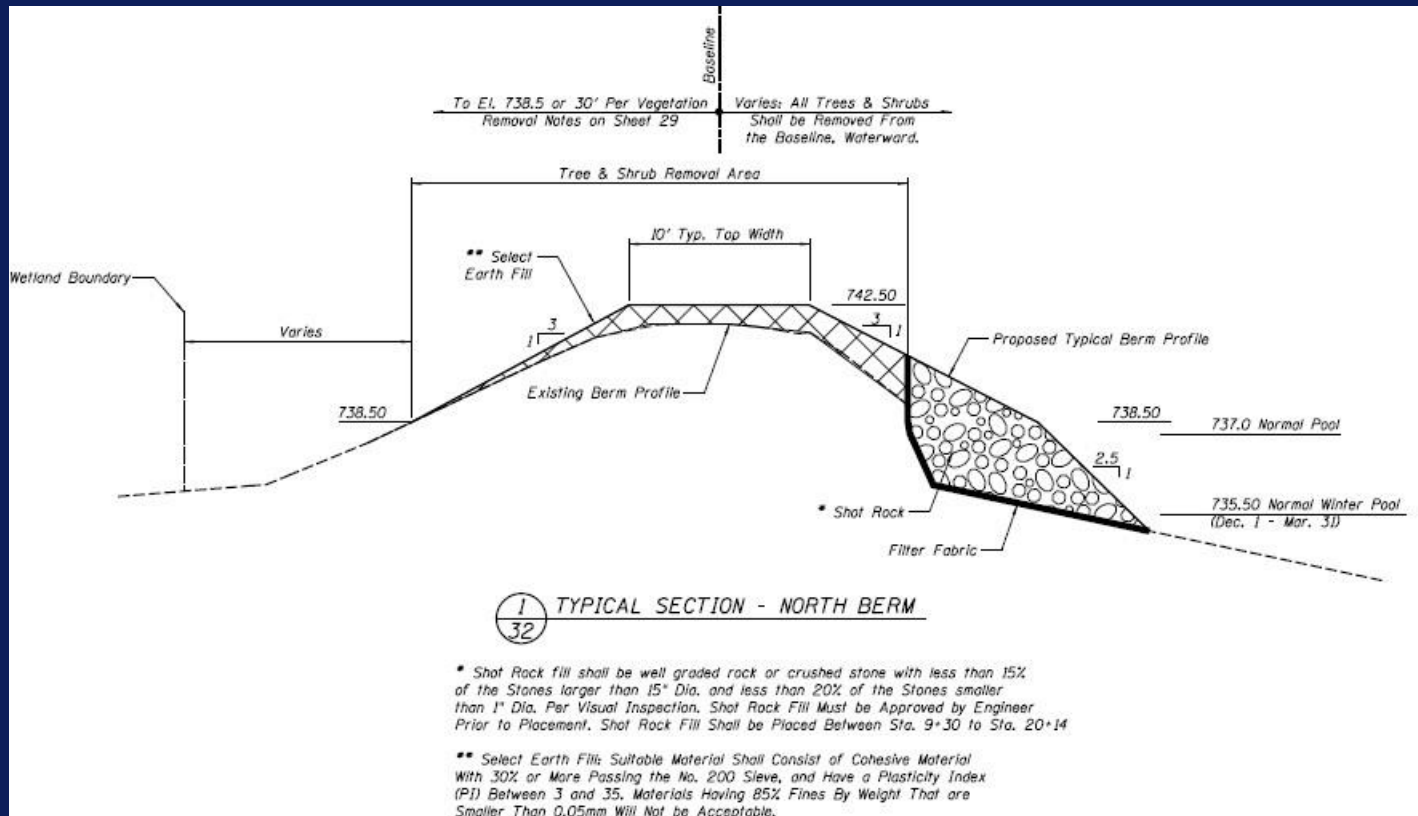 Baseline
To El. 738.5 or 30' Per Vegetation
Removal Notes on Sheet 29
Varies: All Trees & Shrubs
Shall be Removed From
the Baseline, Waterward.
Tree & Shrub Removal Area
10' Typ. Top Width
** Select
Earth Fill
Wetland Boundary
742.50
Varies
3
1
3
1
Proposed Typical Berm Profile
Existing Berm Profile
738.50
738.50
737.0 Normal Pool
2.5
1
* Shot Rock
735.50 Normal Winter Pool
(Dec. 1 - Mar. 31)
Filter Fabric
1
32
TYPICAL SECTION - NORTH BERM
* Shot Rock fill shall be well graded rock or crushed stone with less than 15%
of the Stones larger than 15" Dia. and less than 20% of the Stones smaller
than 1" Dia. Per Visual Inspection. Shot Rock Fill Must be Approved by Engineer
Prior to Placement. Shot Rock Fill Shall be Placed Between Sta. 9+30 to Sta. 20+14
** Select Earth Fill: Suitable Material Shall Consist of Cohesive Material
With 30% or More Passing the No. 200 Sieve, and Have a Plasticity Index
(PI) Between 3 and 35. Materials Having 85% Fines By Weight That are
Smaller Than 0.05mm Will Not be Acceptable.